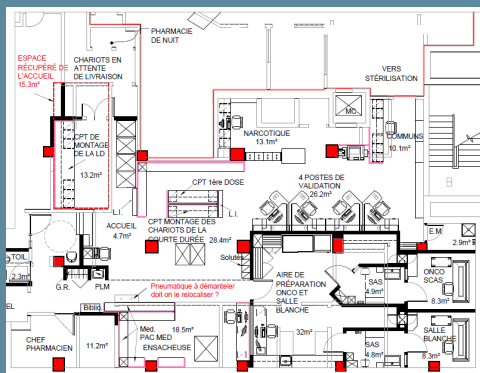 PHARMACIE
DE NUIT
ESPACE
RÉCUPÉRÉ DE
L'ACCUEIL
15.3m²
CHARIOTS EN
ATTENTE
DE LIVRAISON
VERS
STÉRILISATION
MC
NARCOTIQUE
13.1m²
COMMUNS
10.1m²
CPT DE
MONTAGE
DE LA LD
13.2m²
CPT 1ère DOSE
4 POSTES DE
VALIDATION
26.2m²
L.I.
L.I.
ACCUEIL
4.7m²
CPT MONTAGE DES
CHARIOTS DE LA
COURTE DURÉE
28.4m²
E.M
2.9m²
Solutés
TOIL.
2.3m²
G.R.
PLM
Pneumatique à démanteler
doit on le relocaliser ?
AIRE DE
PRÉPARATION
ONCO ET
SALLE
BLANCHE
32m²
SAS
4.9m²
ONCO
SCAS
8.3m²
EL
Biblio
CHEF
PHARMACIEN
11.2m²
Med.
PAC MED
ENSACHEUSE
18.5m²
SAS
4.8m²
SALLE
BLANCHE
8.3m²